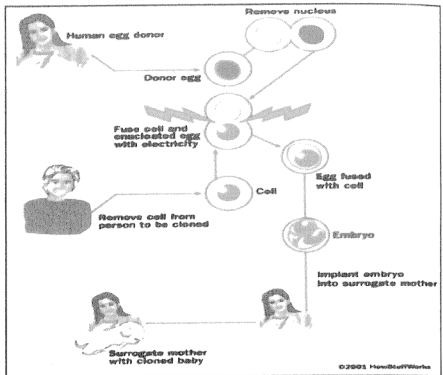 Remove nucleus
Human egg donor
Donor egg
Fuse cell and
enucleated egg
with electricity
Egg fused
with cell
Cell
Remove cell from
person to be cloned
Embryo
Implant embryo
into surrogate mother
Surrogate mother
with cloned baby
©2001 HowStuffWorks